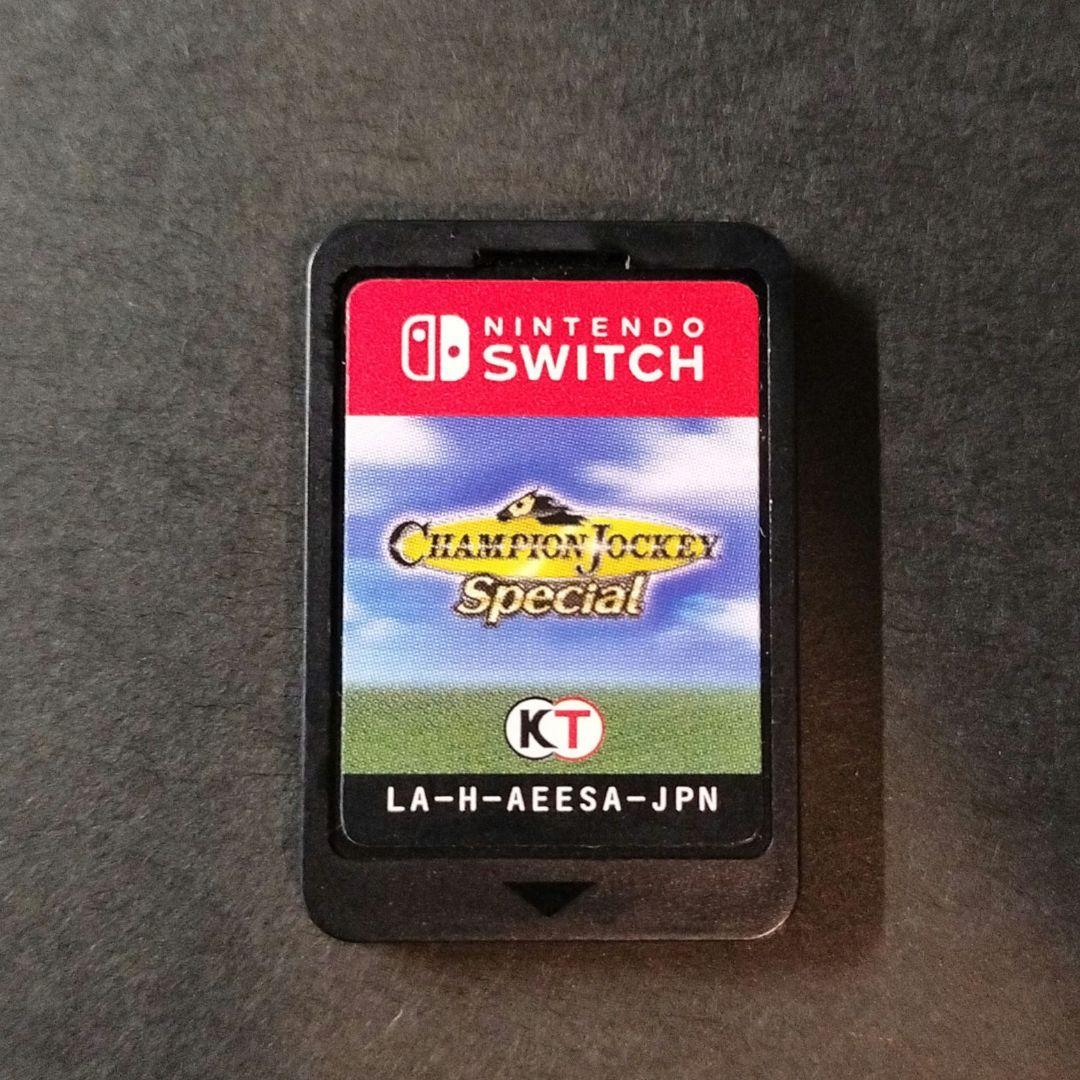 NINTENDO
SWITCH
CHAMPION JOCKEY
Special
KT
LA-H-AEESA-JPN